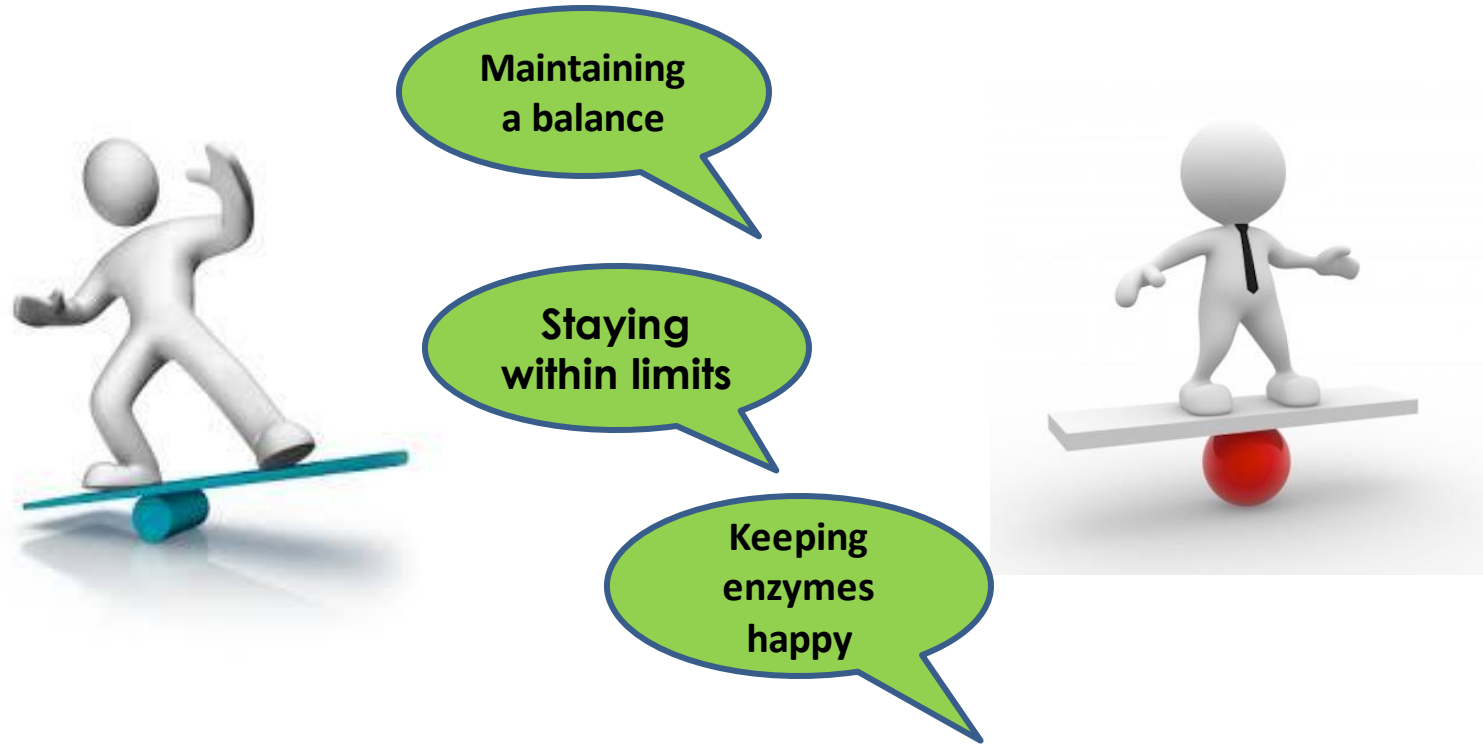 Maintaining
a balance
Staying
within limits
Keeping
enzymes
happy